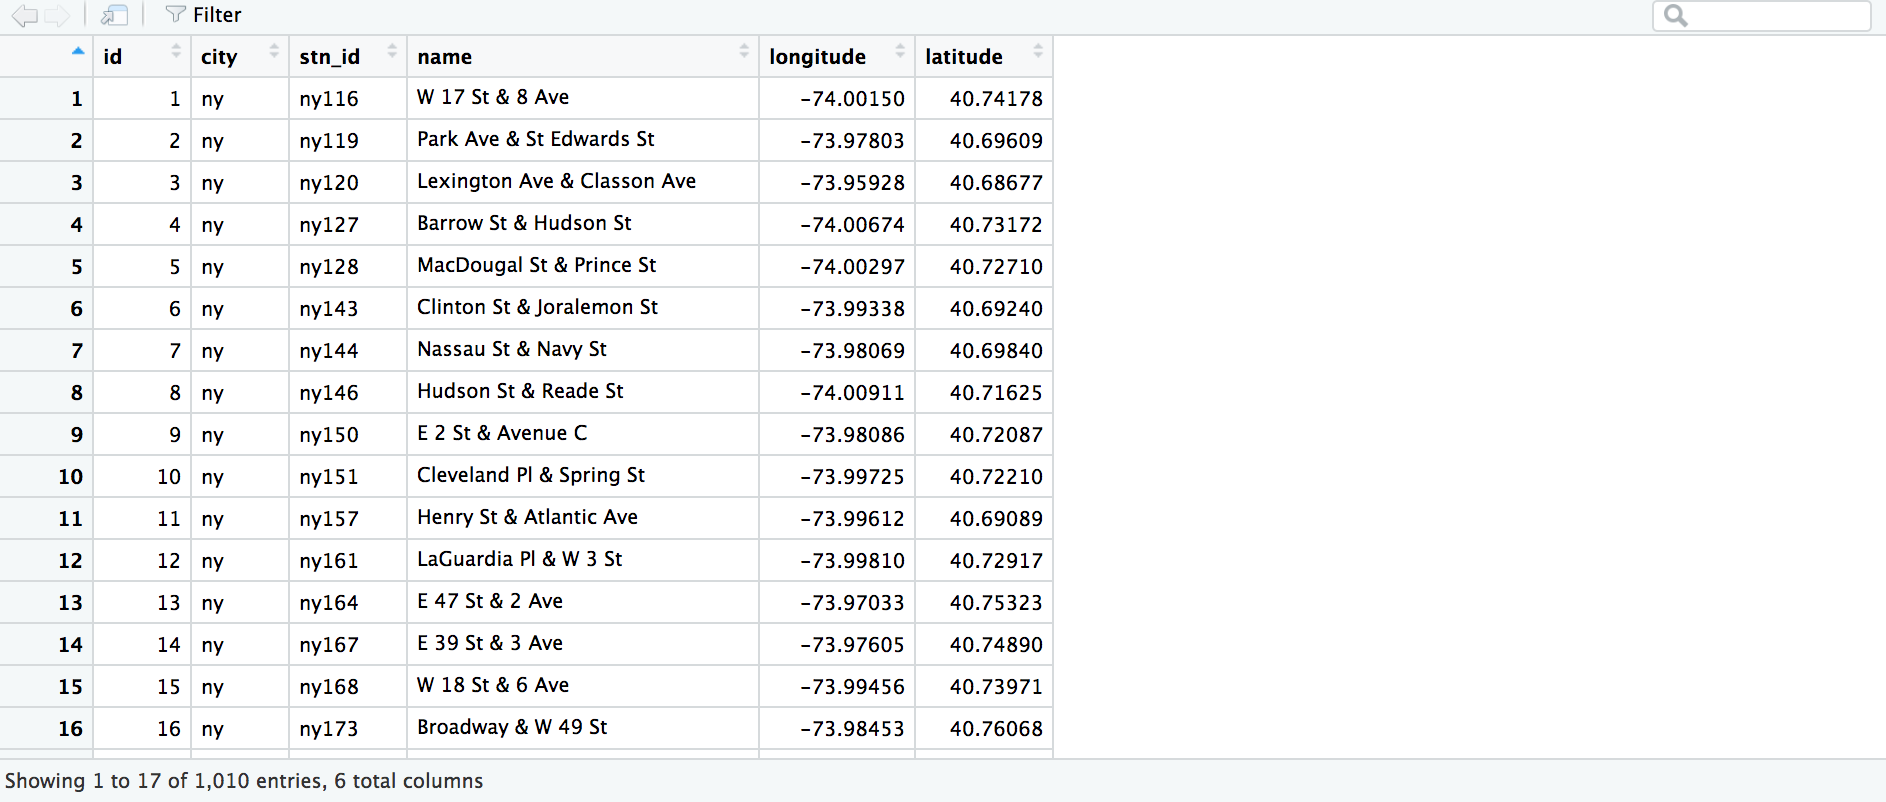 Filter
id city stn_id name longitude latitude
1 1 ny ny116 W 17 St & 8 Ave -74.00150 40.74178
2 2 ny ny119 Park Ave & St Edwards St -73.97803 40.69609
3 3 ny ny120 Lexington Ave & Classon Ave -73.95928 40.68677
4 4 ny ny127 Barrow St & Hudson St -74.00674 40.73172
5 5 ny ny128 MacDougal St & Prince St -74.00297 40.72710
6 6 ny ny143 Clinton St & Joralemon St -73.99338 40.69240
7 7 ny ny144 Nassau St & Navy St -73.98069 40.69840
8 8 ny ny146 Hudson St & Reade St -74.00911 40.71625
9 9 ny ny150 E 2 St & Avenue C -73.98086 40.72087
10 10 ny ny151 Cleveland Pl & Spring St -73.99725 40.72210
11 11 ny ny157 Henry St & Atlantic Ave -73.99612 40.69089
12 12 ny ny161 LaGuardia Pl & W 3 St -73.99810 40.72917
13 13 ny ny164 E 47 St & 2 Ave -73.97033 40.75323
14 14 ny ny167 E 39 St & 3 Ave -73.97605 40.74890
15 15 ny ny168 W 18 St & 6 Ave -73.99456 40.73971
16 16 ny ny173 Broadway & W 49 St -73.98453 40.76068
Showing 1 to 17 of 1,010 entries, 6 total columns